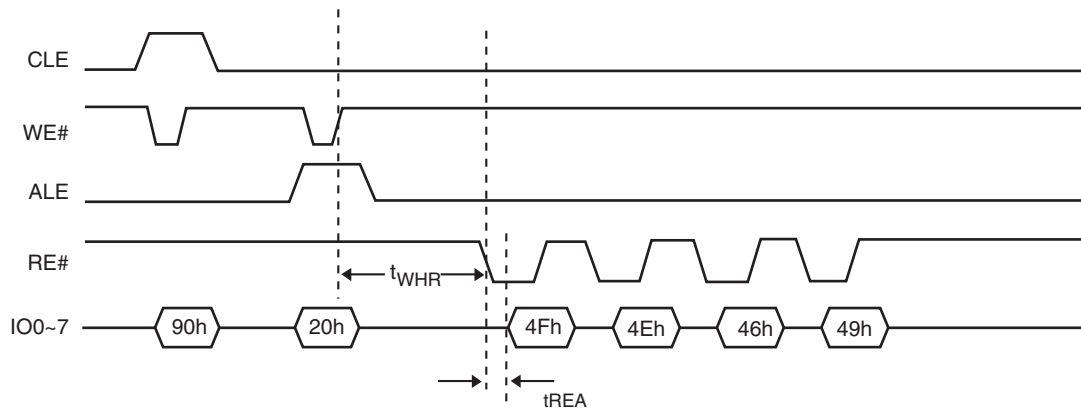 CLE
WE#
ALE
RE#
tWHR
IO0~7 90h 20h 4Fh 4Eh 46h 49h
tREA